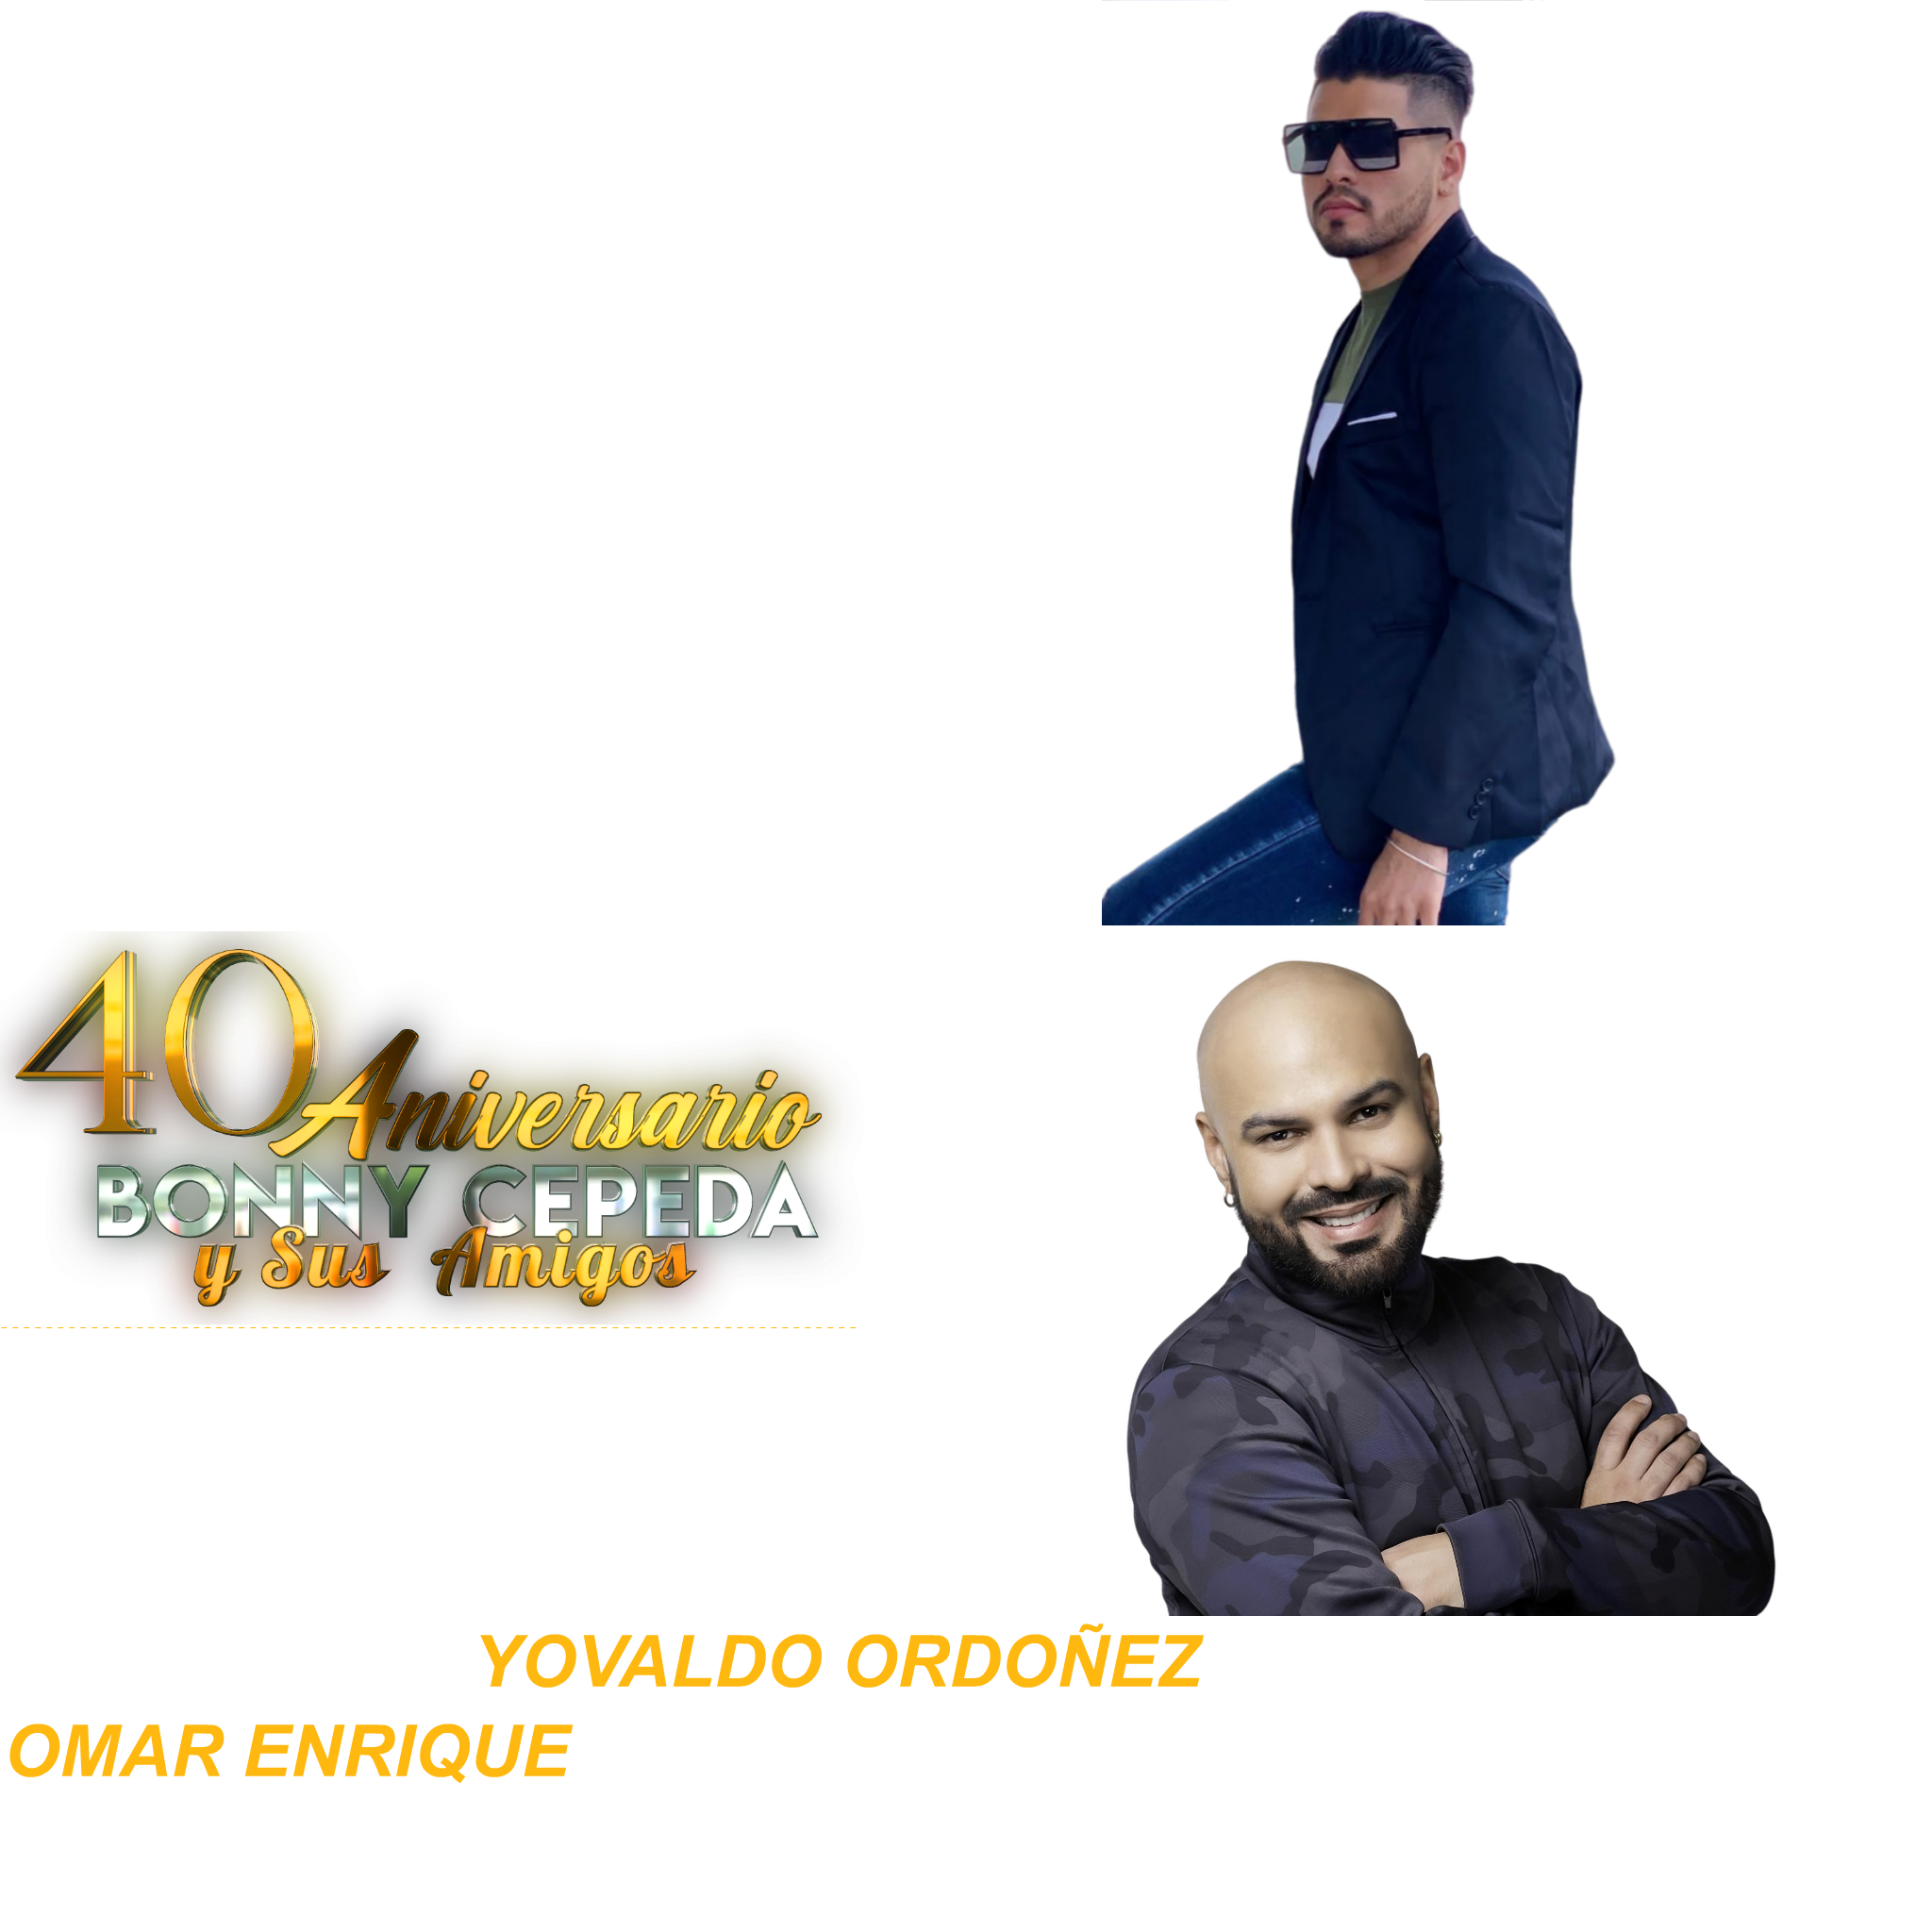 40 Aniversario
BONNY CEPEDA
y Sus Amigos
YOVALDO ORDOÑEZ
OMAR ENRIQUE